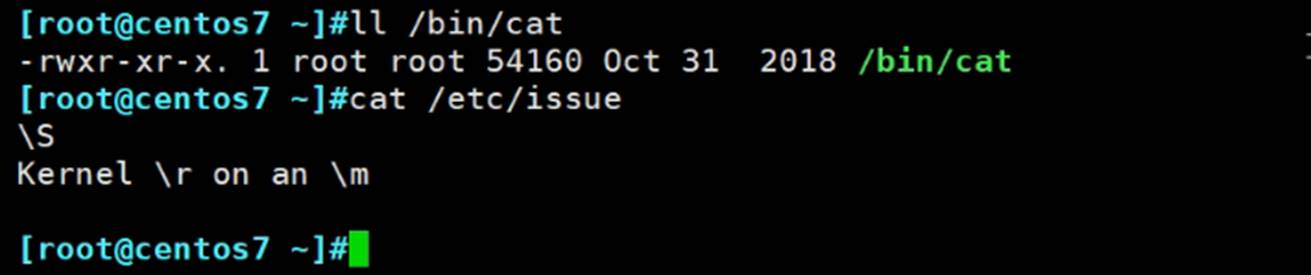 [root@centos7 ~]#ll /bin/cat
-rwxr-xr-x. 1 root root 54160 Oct 31  2018 /bin/cat
[root@centos7 ~]#cat /etc/issue
\S
Kernel \r on an \m
[root@centos7 ~]#